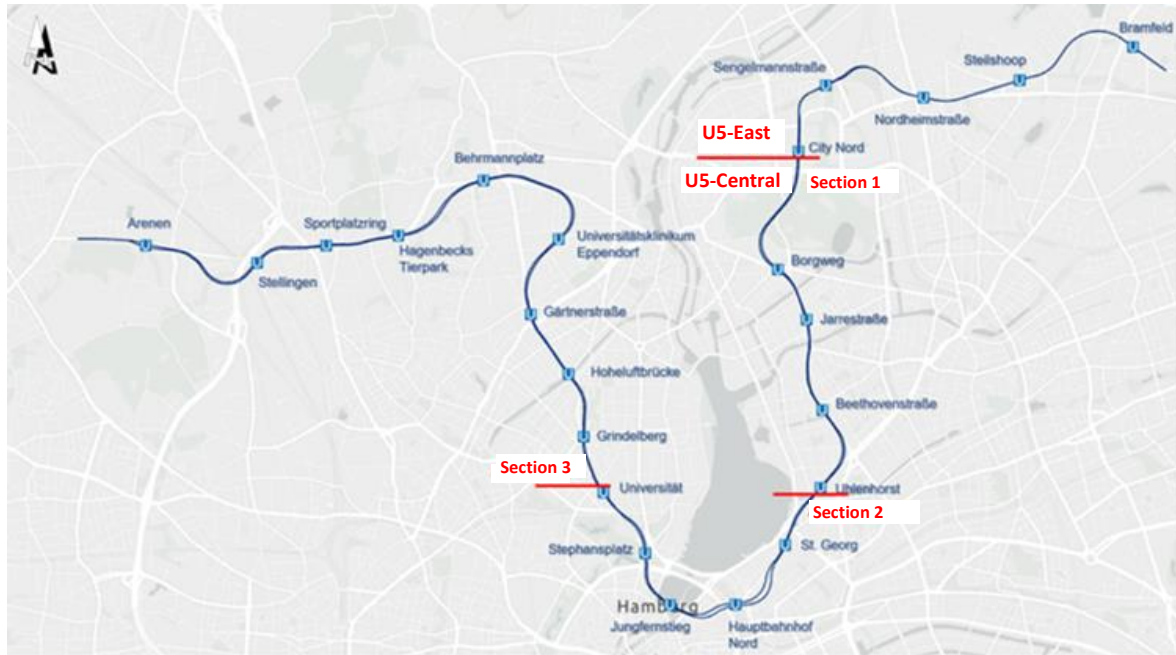 N
Bramfeld
Steilshoop
Sengelmannstraße
Nordheimstraße
U5-East
City Nord
U5-Central
Section 1
Behrmannplatz
Arenen
Sportplatzring
Universitätsklinikum
Eppendorf
Hagenbecks
Tierpark
Stellingen
Borgweg
Gärtnerstraße
Jarrestraße
Hoheluftbrücke
Beethovenstraße
Grindelberg
Section 3
Universität
Uhlenhorst
Section 2
Stephansplatz
St. Georg
Hamburg
Jungfernstieg
Hauptbahnhof
Nord